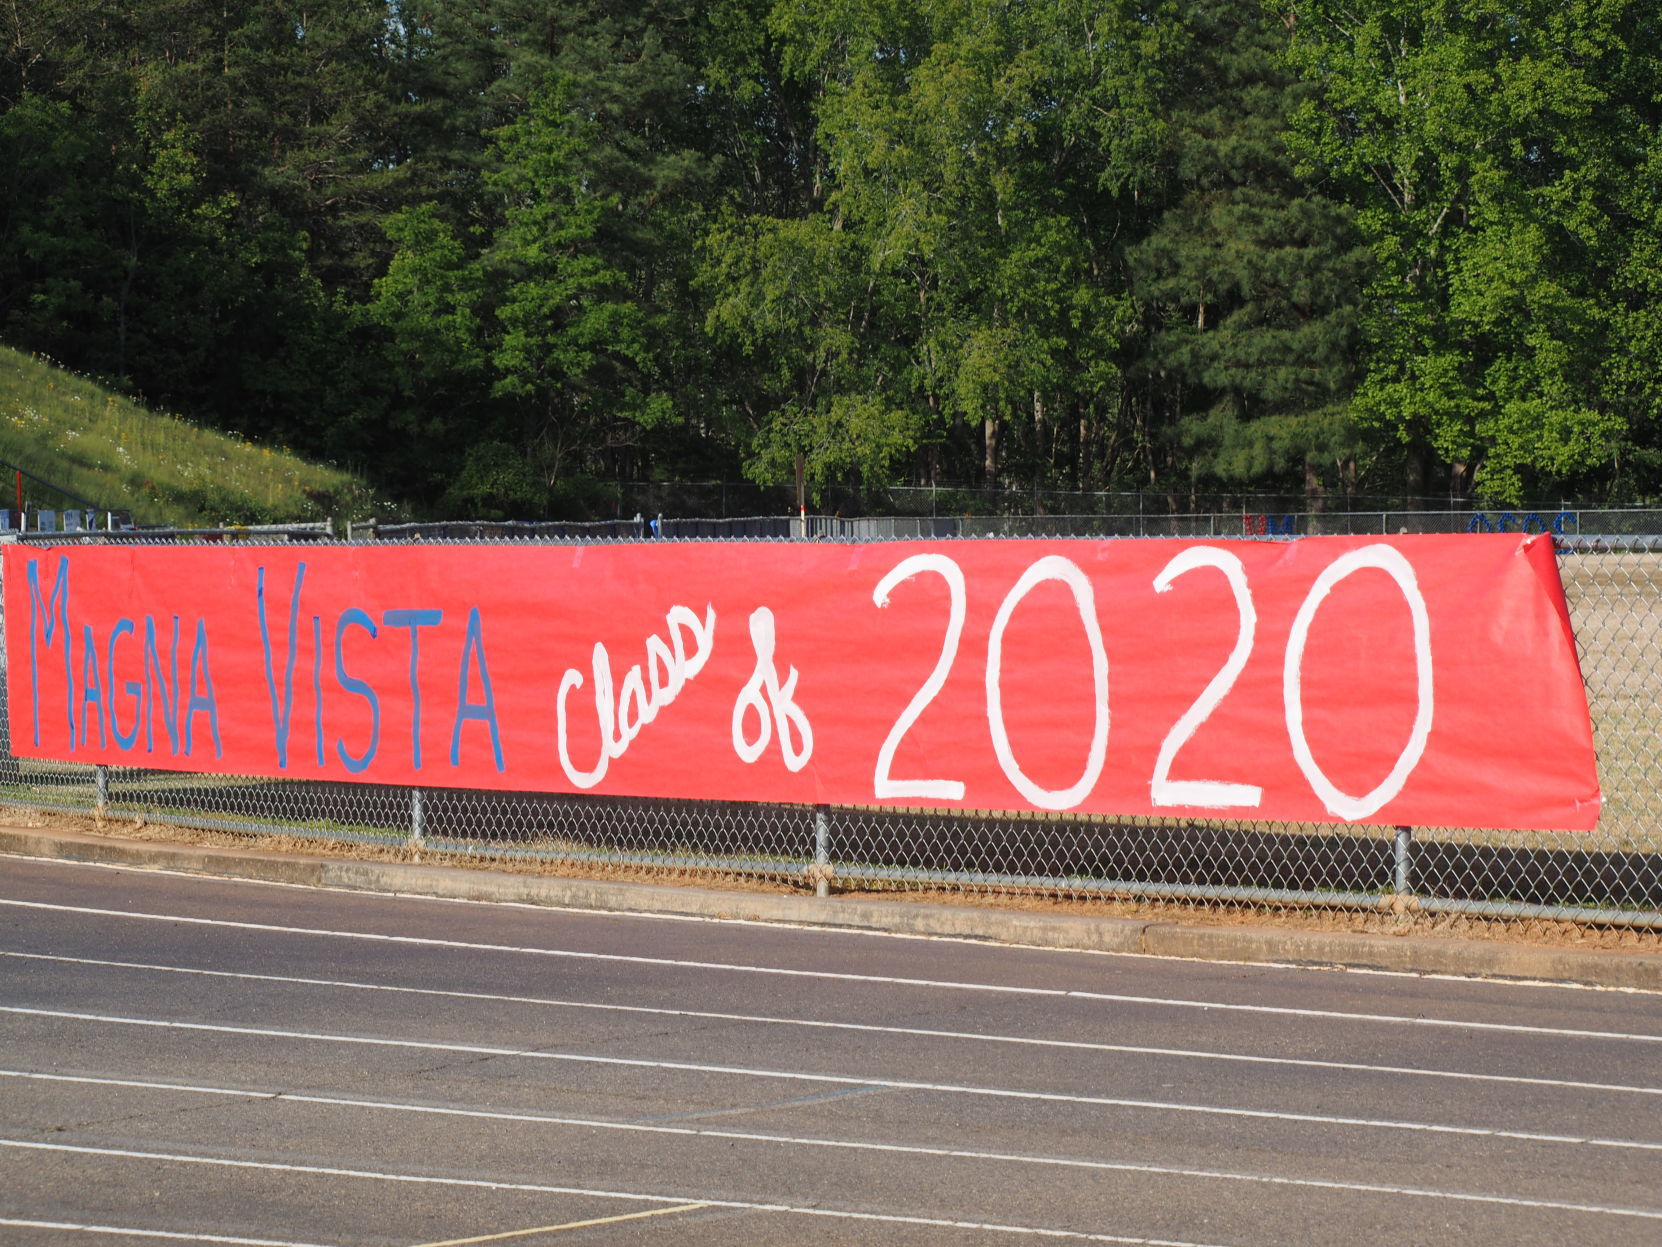 MAGNA VISTA class of 2020